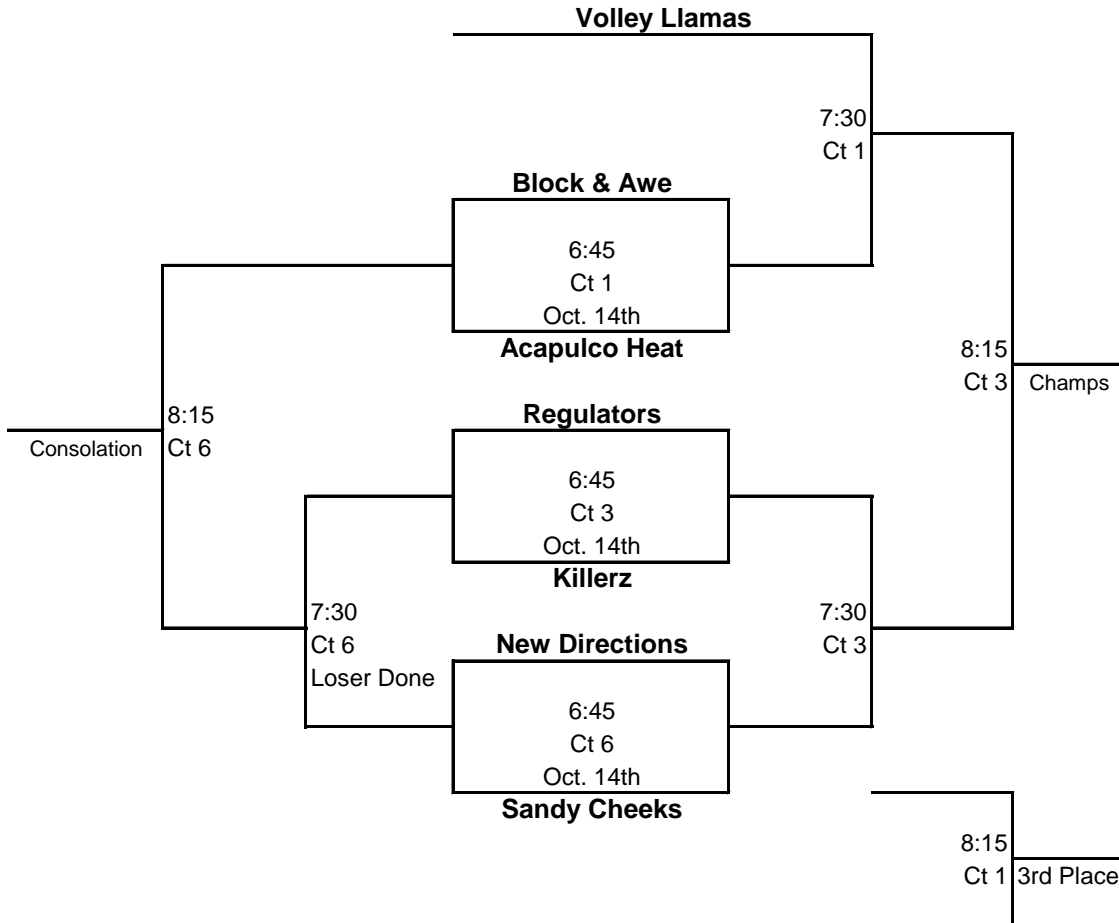 Volley Llamas
7:30
Ct 1
Block & Awe
6:45
Ct 1
Oct. 14th
Acapulco Heat
8:15
Ct 3
Champs
Regulators
8:15
Ct 6
Consolation
6:45
Ct 3
Oct. 14th
Killerz
7:30
Ct 6
Loser Done
7:30
Ct 3
New Directions
6:45
Ct 6
Oct. 14th
Sandy Cheeks
8:15
Ct 1
3rd Place